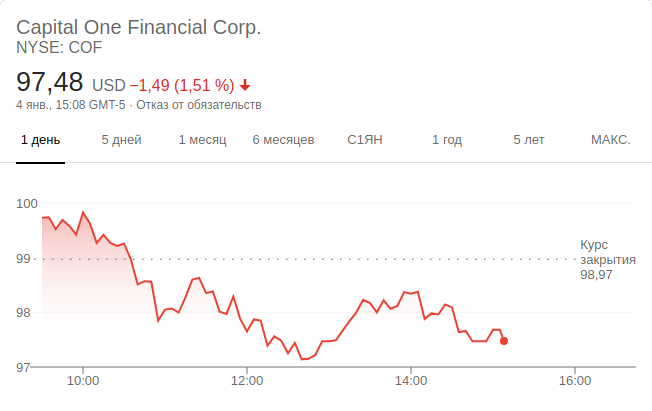 Capital One Financial Corp.
NYSE: COF
97,48 USD −1,49 (1,51 %)
4 янв., 15:08 GMT-5 · Отказ от обязательств
1 день 5 дней 1 месяц 6 месяцев С1ЯН 1 год 5 лет МАКС.
100
99
98
97
Курс
закрытия
98,97
10:00 12:00 14:00 16:00